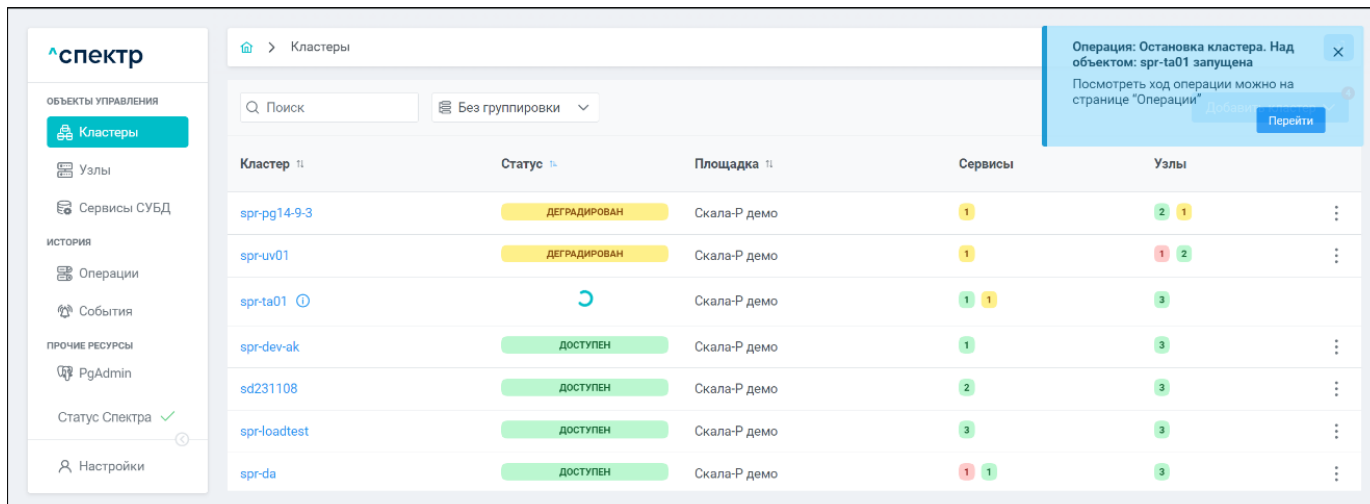 ^спектр
ОБЪЕКТЫ УПРАВЛЕНИЯ
Кластеры
Узлы
Сервисы СУБД
ИСТОРИЯ
Операции
События
ПРОЧИЕ РЕСУРСЫ
PgAdmin
Статус Спектра
Настройки
> Кластеры
Поиск
Без группировки
Операция: Остановка кластера. Над
объектом: spr-ta01 запущена
Посмотреть ход операции можно на
странице "Операции"
Перейти
Кластер Статус Площадка Сервисы Узлы
spr-pg14-9-3 ДЕГРАДИРОВАН Скала-Р демо 1 2 1
spr-uv01 ДЕГРАДИРОВАН Скала-Р демо 1 1 2
spr-ta01 Скала-Р демо 1 1 3
spr-dev-ak ДОСТУПЕН Скала-Р демо 1 3
sd231108 ДОСТУПЕН Скала-Р демо 2 3
spr-loadtest ДОСТУПЕН Скала-Р демо 3 3
spr-da ДОСТУПЕН Скала-Р демо 1 1 3